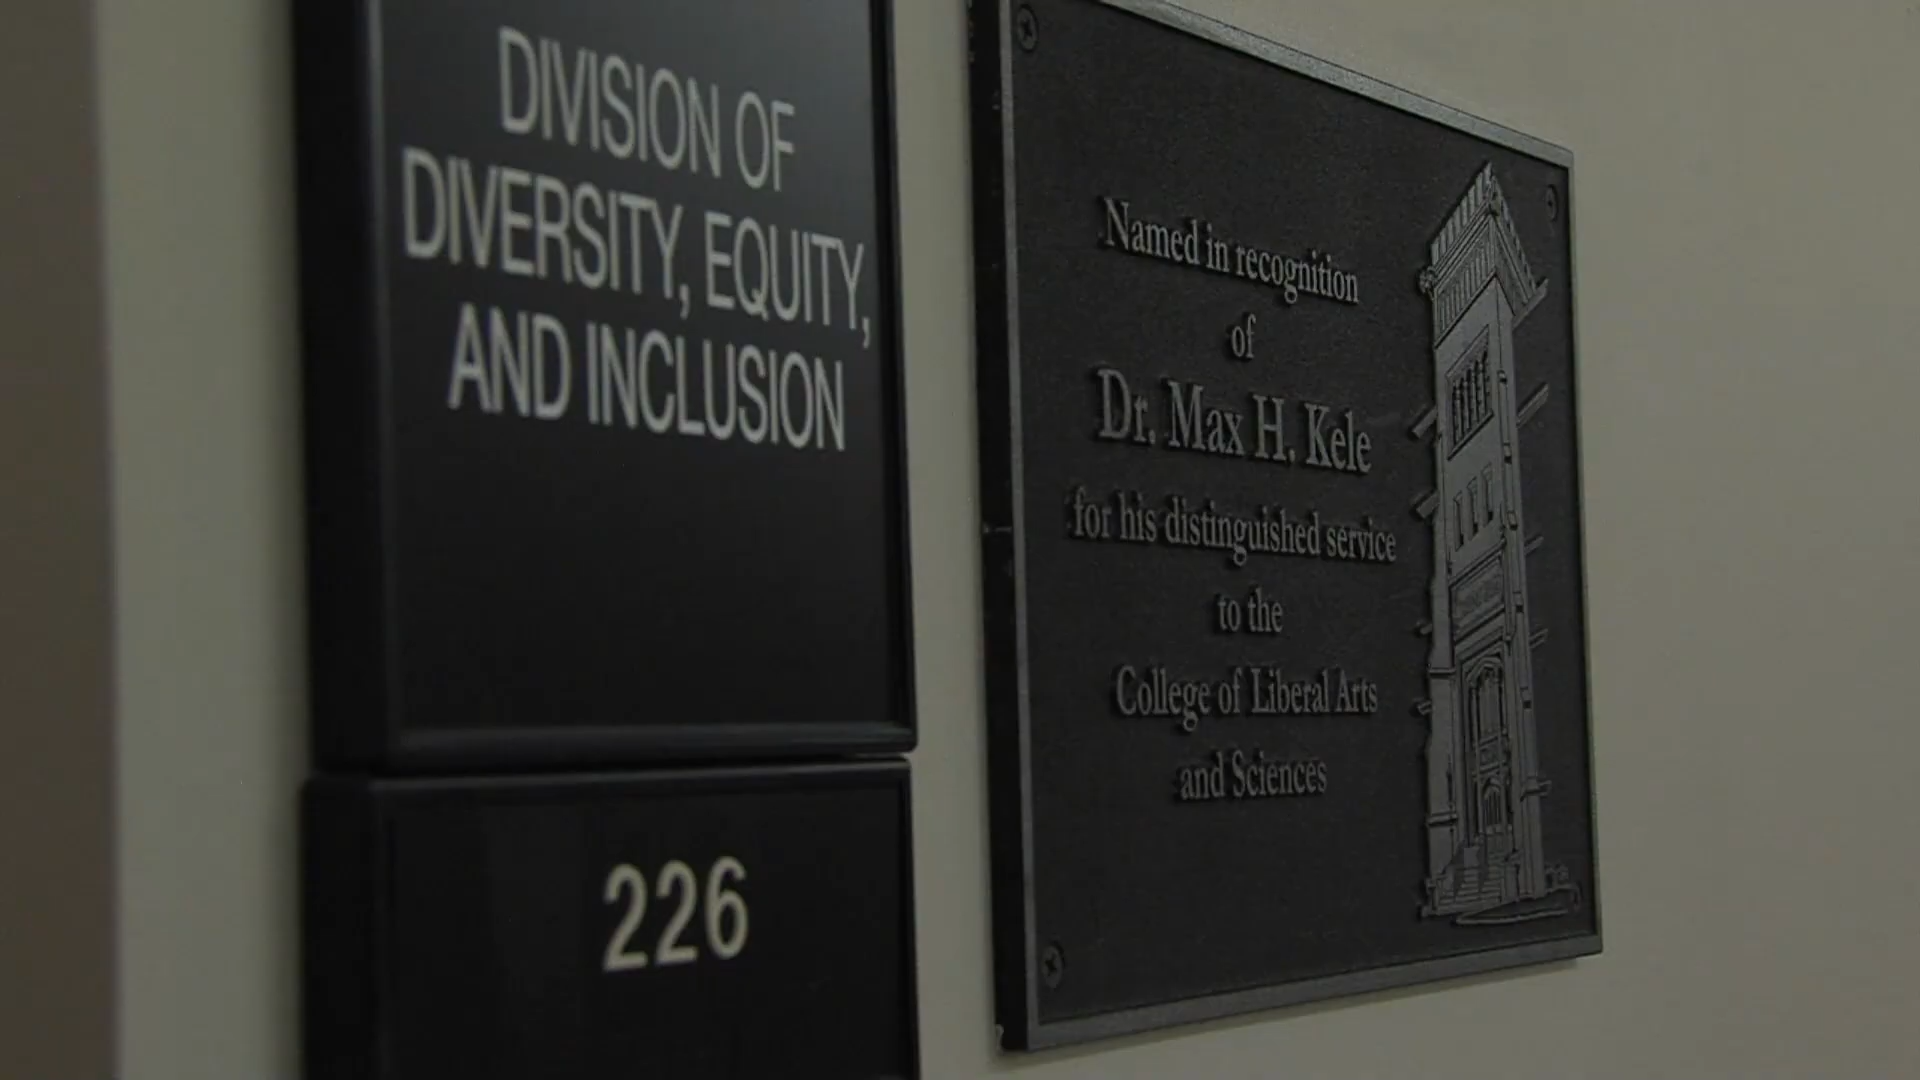 DIVISION OF
DIVERSITY, EQUITY,
AND INCLUSION
226
Named in recognition
of
Dr. Max H. Kele
for his distinguished service
to the
College of Liberal Arts
and Sciences